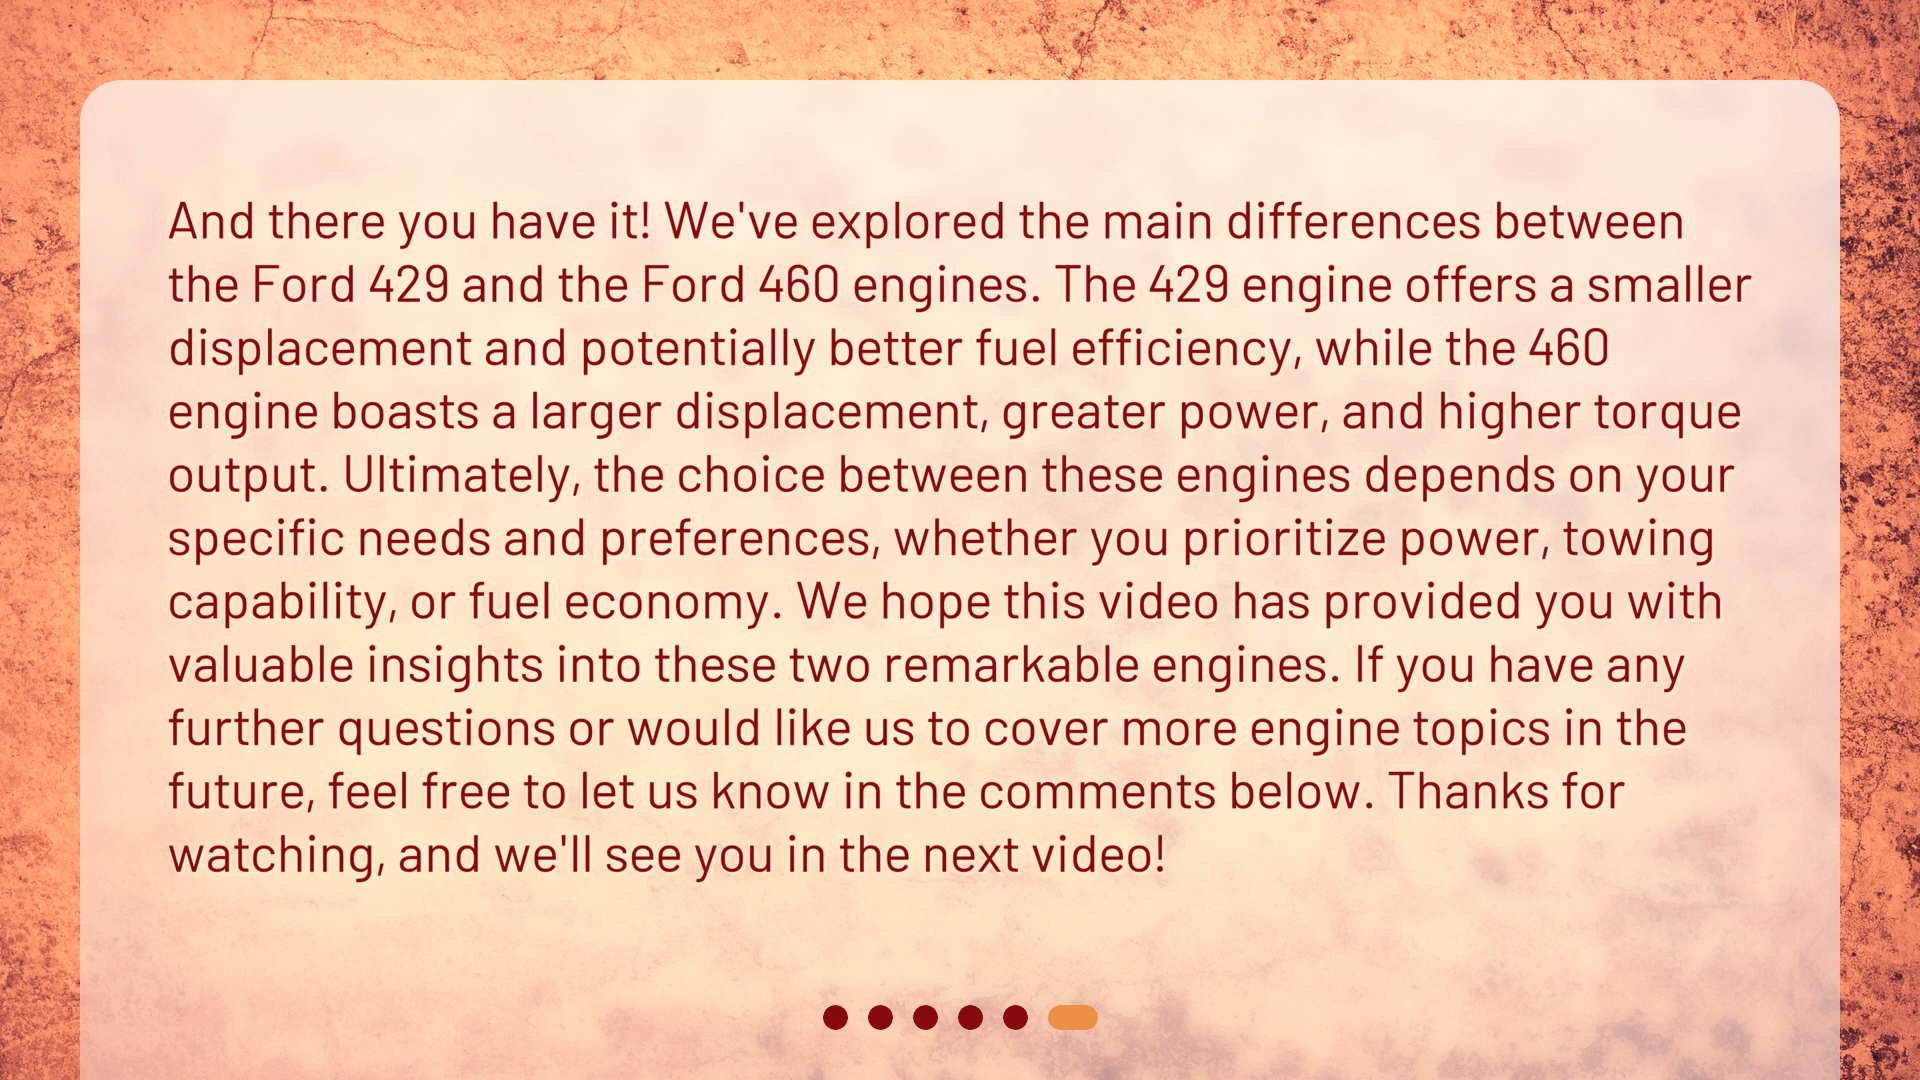 And there you have it! We've explored the main differences between
the Ford 429 and the Ford 460 engines. The 429 engine offers a smaller
displacement and potentially better fuel efficiency, while the 460
engine boasts a larger displacement, greater power, and higher torque
output. Ultimately, the choice between these engines depends on your
specific needs and preferences, whether you prioritize power, towing
capability, or fuel economy. We hope this video has provided you with
valuable insights into these two remarkable engines. If you have any
further questions or would like us to cover more engine topics in the
future, feel free to let us know in the comments below. Thanks for
watching, and we'll see you in the next video!